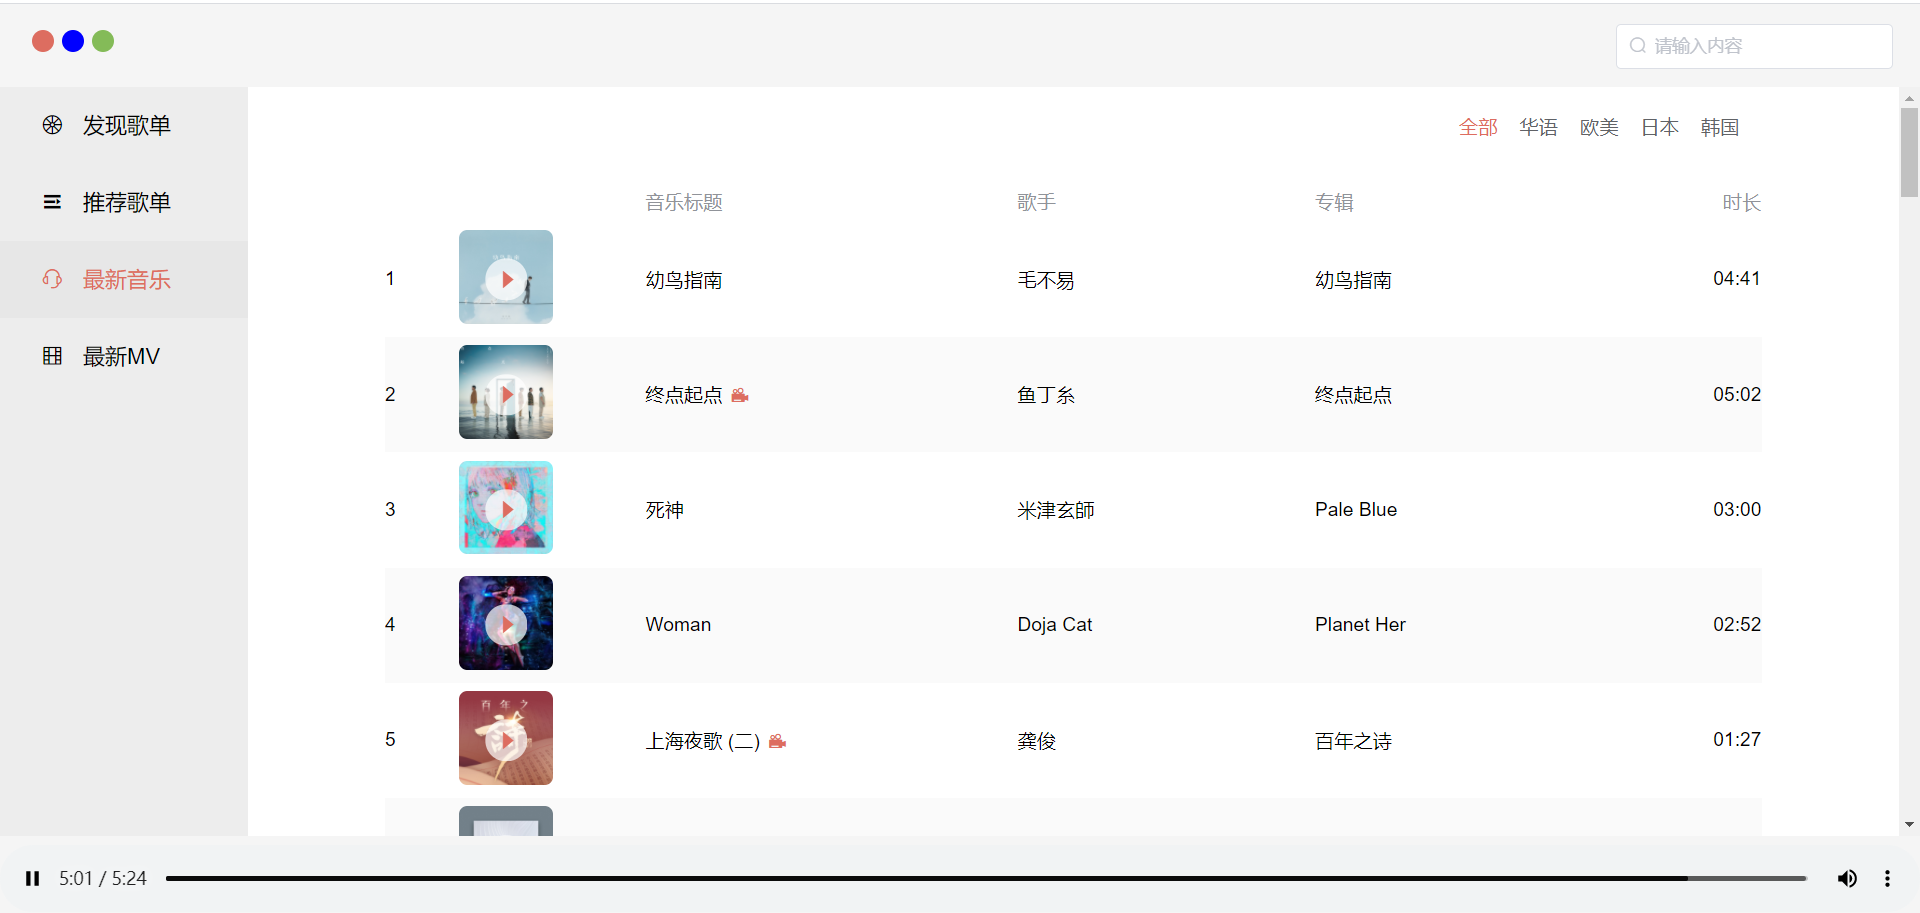 请输入内容
发现歌单
推荐歌单
最新音乐
最新MV
全部 华语 欧美 日本 韩国
音乐标题 歌手 专辑 时长
1 幼鸟指南 毛不易 幼鸟指南 04:41
2 终点起点 鱼丁糸 终点起点 05:02
3 死神 米津玄師 Pale Blue 03:00
4 Woman Doja Cat Planet Her 02:52
百年之
5 上海夜歌 (二) 龚俊 百年之诗 01:27
5:01 / 5:24